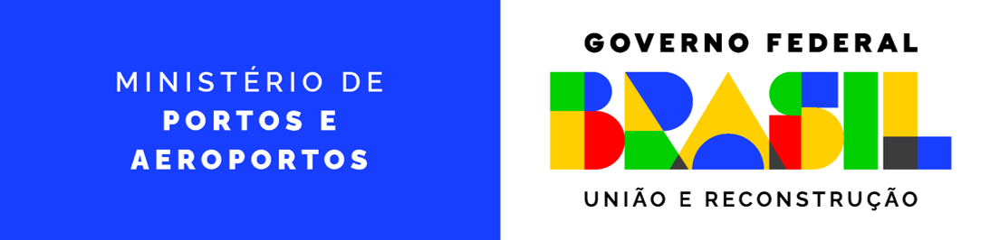 MINISTÉRIO DE
PORTOS E
AEROPORTOS
GOVERNO FEDERAL
BRASIL
UNIÃO E RECONSTRUÇÃO